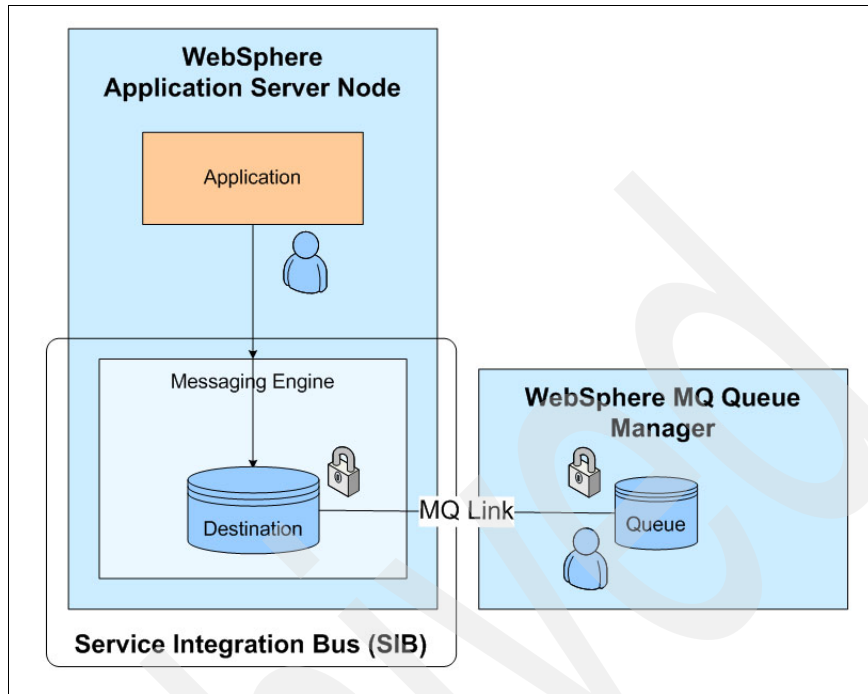 WebSphere
Application Server Node
Application
Messaging Engine
Destination
MQ Link
WebSphere MQ Queue
Manager
Queue
Service Integration Bus (SIB)